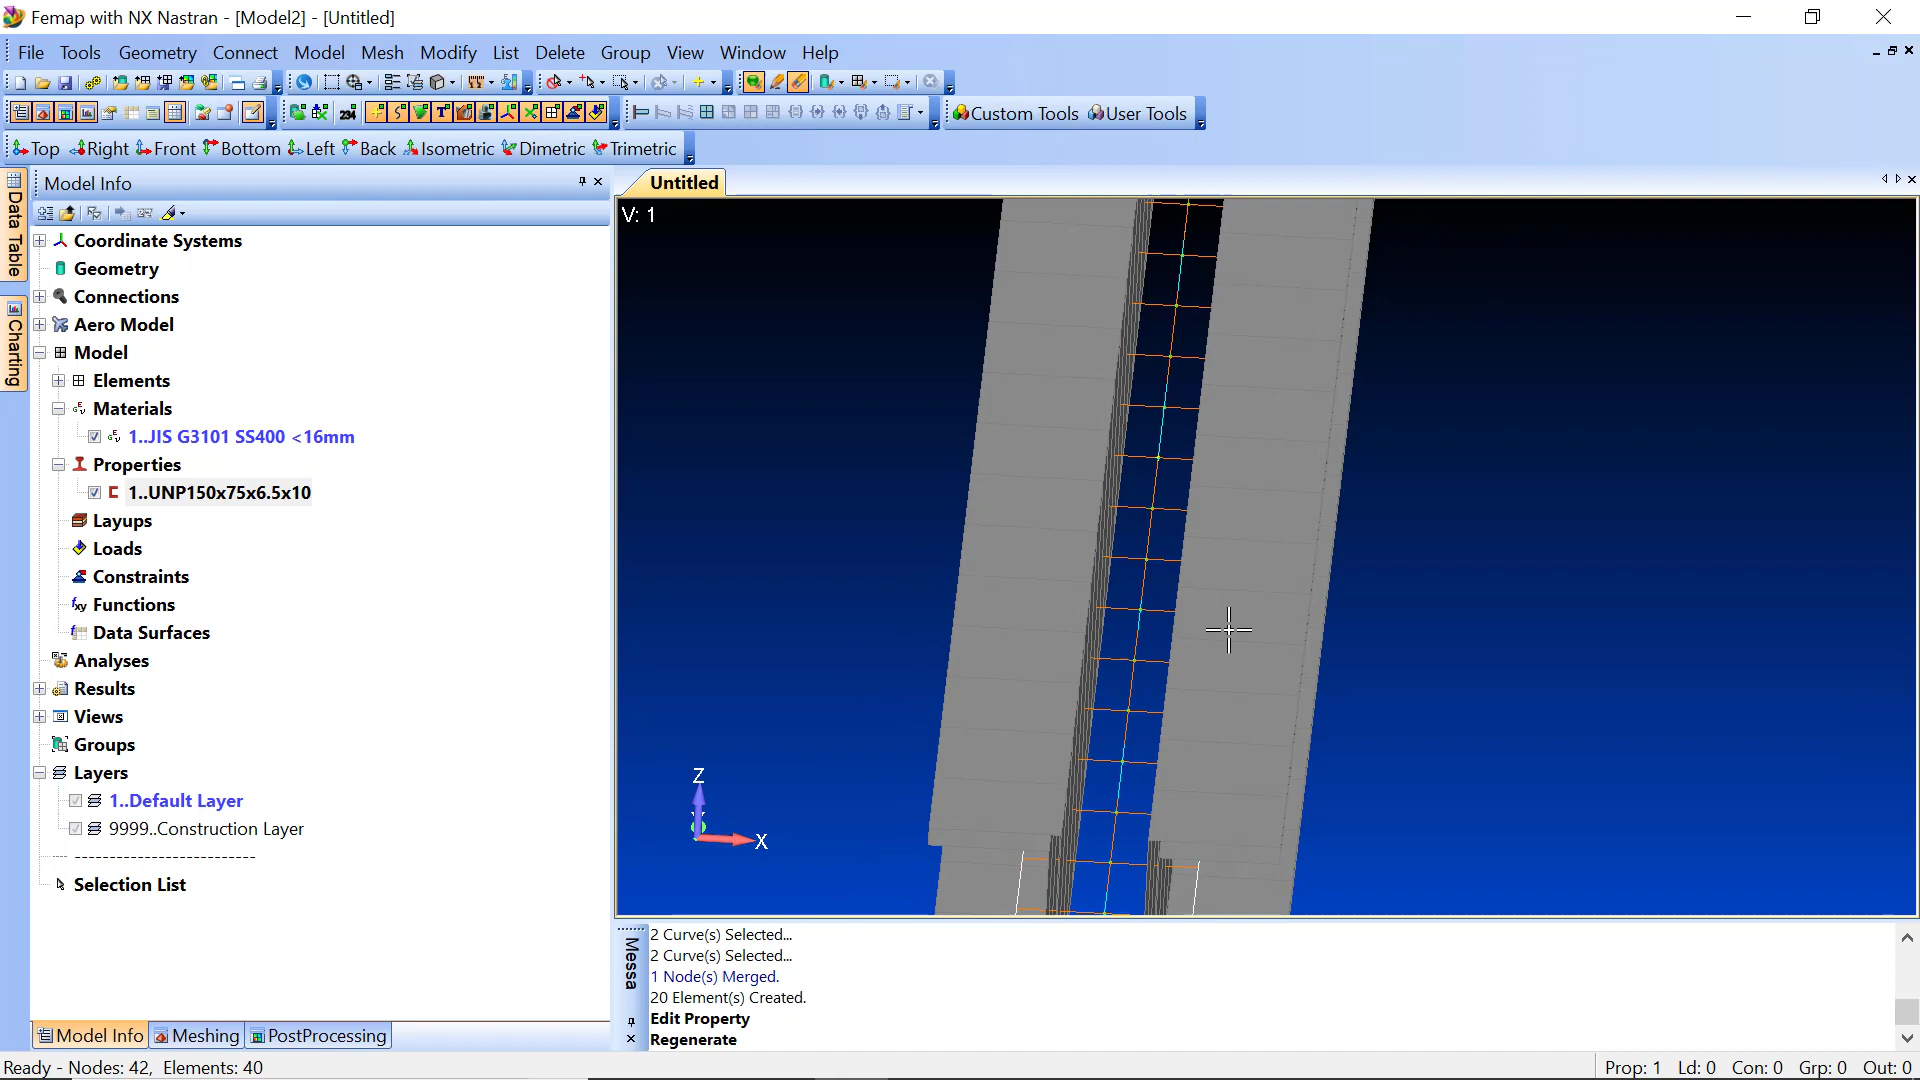 Femap with NX Nastran - [Model2] - [Untitled]
File Tools Geometry Connect Model Mesh Modify List Delete Group View Window Help
234 T Custom Tools User Tools
Top Right Front Bottom Left Back Isometric Dimetric Trimetric
Data Table
Charting
Model Info
Coordinate Systems
Geometry
Connections
Aero Model
Model
Elements
Materials
1..JIS G3101 SS400 <16mm
Properties
1..UNP150x75x6.5x10
Layups
Loads
Constraints
Functions
Data Surfaces
Analyses
Results
Views
Groups
Layers
1..Default Layer
9999..Construction Layer
-------------------------
Selection List
Model Info Meshing PostProcessing
Untitled
V: 1
Z
X
Messa
2 Curve(s) Selected...
2 Curve(s) Selected...
1 Node(s) Merged.
20 Element(s) Created.
Edit Property
Regenerate
Ready - Nodes: 42, Elements: 40
Prop: 1 Ld: 0 Con: 0 Grp: 0 Out: 0